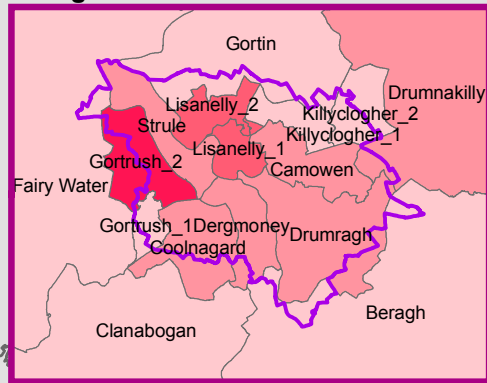 Gortin
Drumnakilly
Lisanelly_2
Killyclogher_2
Strule
Killyclogher_1
Lisanelly_1
Gortrush_2
Camowen
Fairy Water
Gortrush_1
Dergmoney
Drumragh
Coolnagard
Beragh
Clanabogan